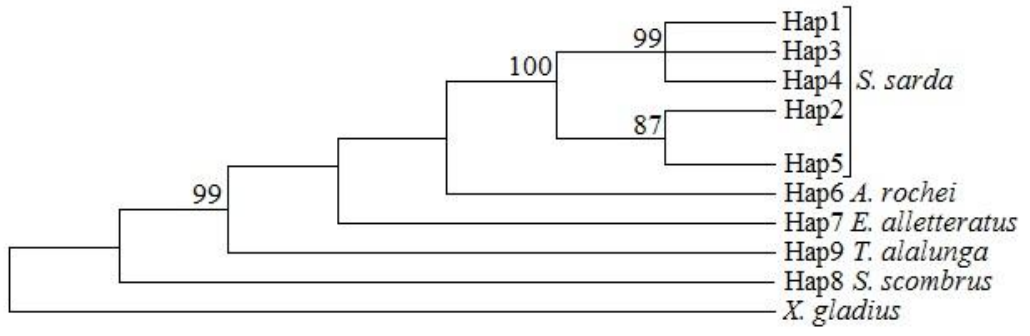 Hap1
99
Hap3
100
Hap4
S. sarda
Hap2
87
Hap5
99
Hap6 A. rochei
Hap7 E. alletteratus
Hap9 T. alalunga
Hap8 S. scombrus
X. gladius